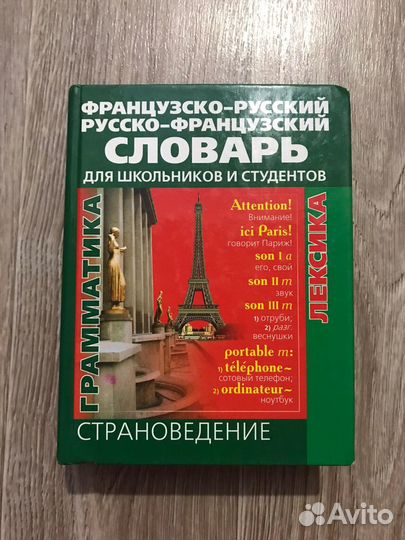 ФРАНЦУЗСКО-РУССКИЙ
РУССКО-ФРАНЦУЗСКИЙ
СЛОВАРЬ
ДЛЯ ШКОЛЬНИКОВ И СТУДЕНТОВ
ГРАММАТИКА
Attention!
Внимание!
ici Paris!
говорит Париж!
son I a
его, свой
son II m
звук
son III m
1) отруби;
2) разг.
веснушки
portable m:
1) téléphone~
сотовый телефон;
2) ordinateur~
ноутбук
ЛЕКСИКА
СТРАНОВЕДЕНИЕ
Avito